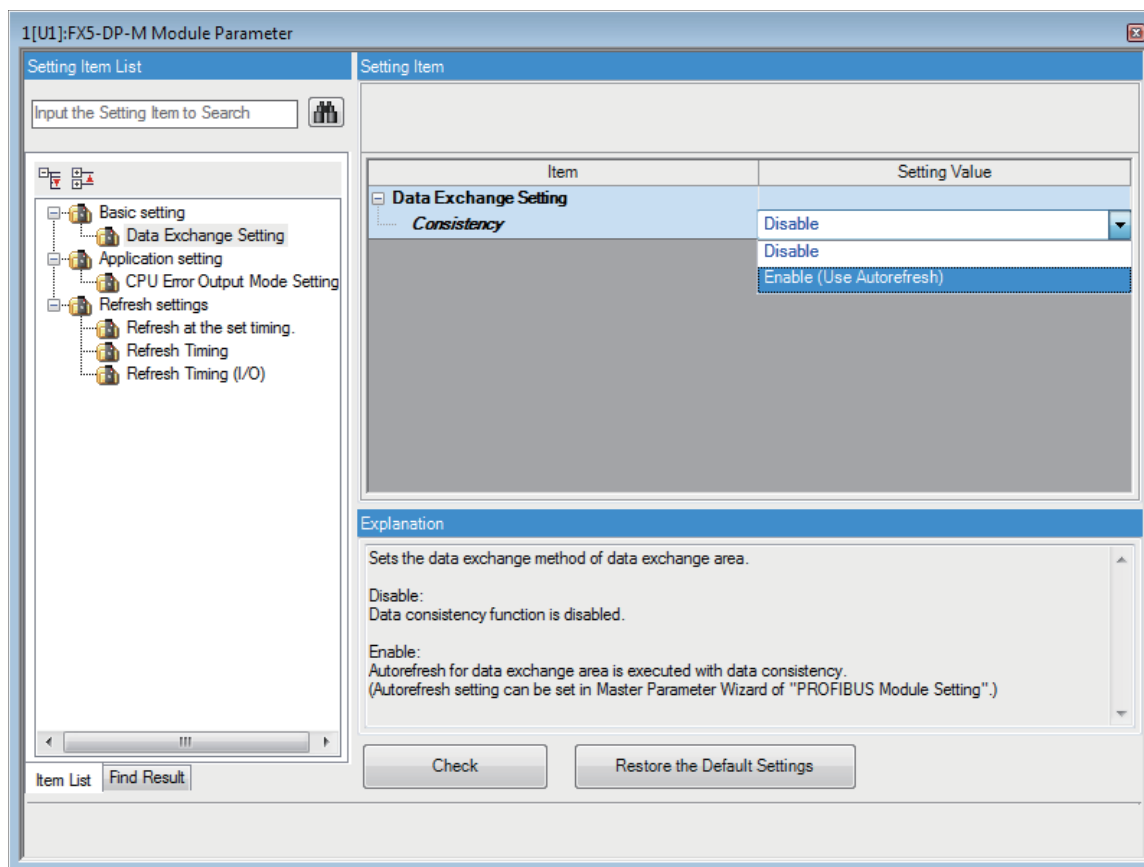 1[U1]:FX5-DP-M Module Parameter
Setting Item List
Input the Setting Item to Search
Basic setting
Data Exchange Setting
Application setting
CPU Error Output Mode Setting
Refresh settings
Refresh at the set timing.
Refresh Timing
Refresh Timing (I/O)
Item List
Find Result
Setting Item
Item Setting Value
Data Exchange Setting
Consistency Disable
Disable
Enable (Use Autorefresh)
Explanation
Sets the data exchange method of data exchange area.
Disable:
Data consistency function is disabled.
Enable:
Autorefresh for data exchange area is executed with data consistency.
(Autorefresh setting can be set in Master Parameter Wizard of "PROFIBUS Module Setting".)
Check
Restore the Default Settings